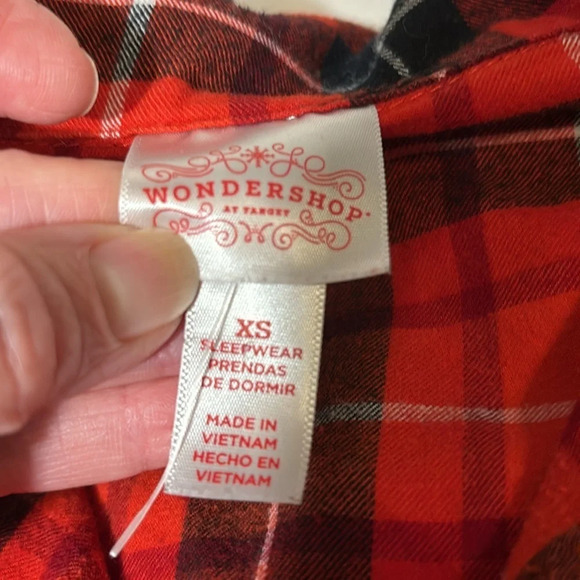 WONDERSHOP
AT TARGET
XS
SLEEPWEAR
PRENDAS
DE DORMIR
MADE IN
VIETNAM
HECHO EN
VIETNAM